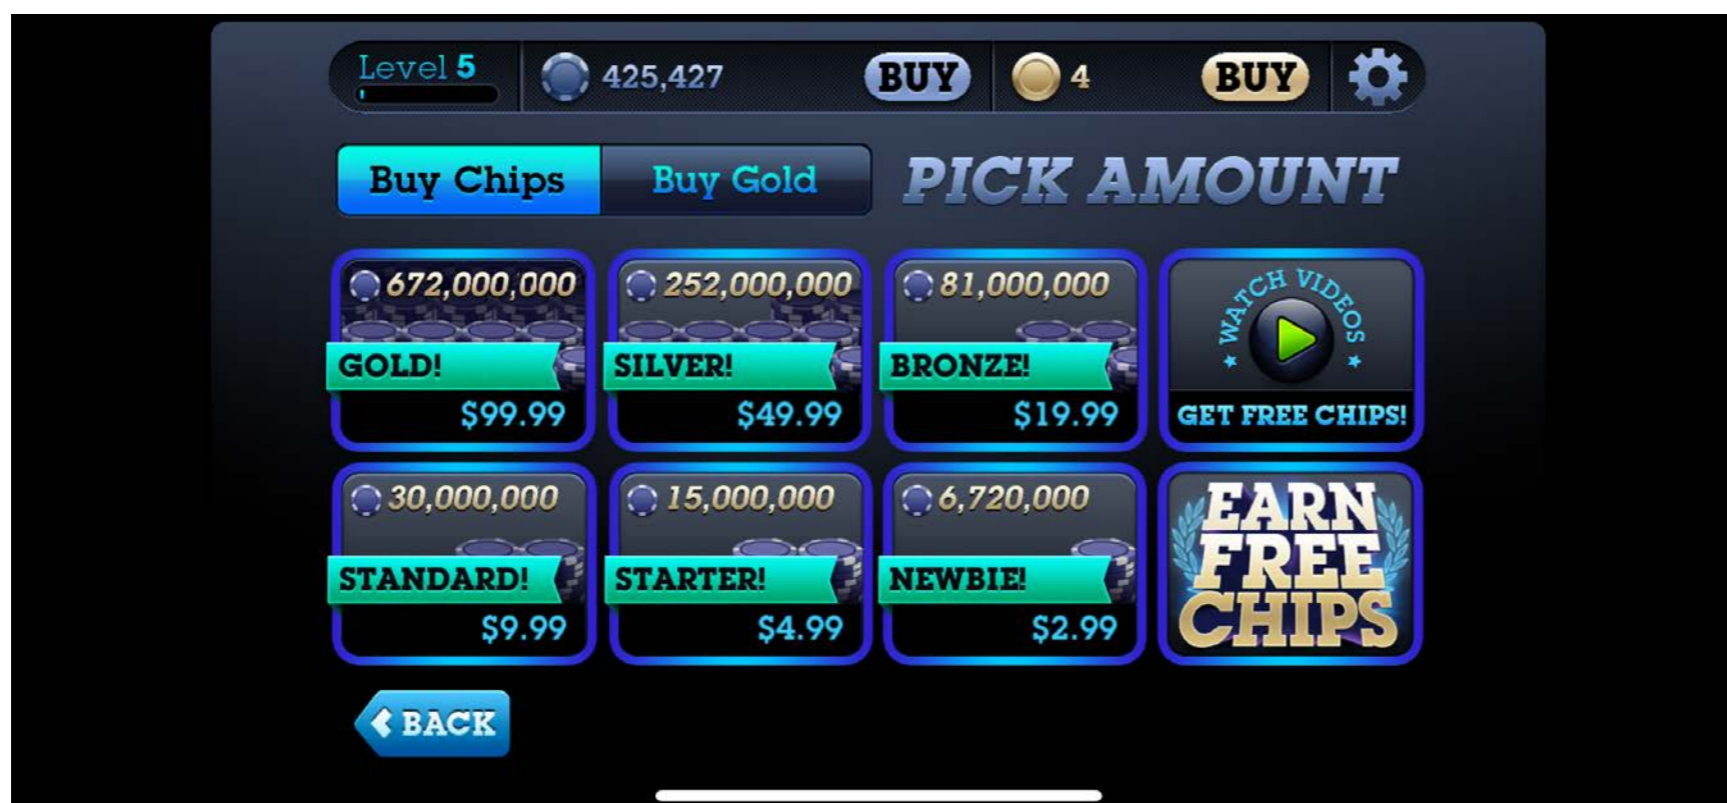 Level 5
425,427
BUY
4
BUY
Buy Chips
Buy Gold
PICK AMOUNT
672,000,000
GOLD!
$99.99
252,000,000
SILVER!
$49.99
81,000,000
BRONZE!
$19.99
WATCH VIDEOS
GET FREE CHIPS!
30,000,000
STANDARD!
$9.99
15,000,000
STARTER!
$4.99
6,720,000
NEWBIE!
$2.99
EARN
FREE
CHIPS
BACK